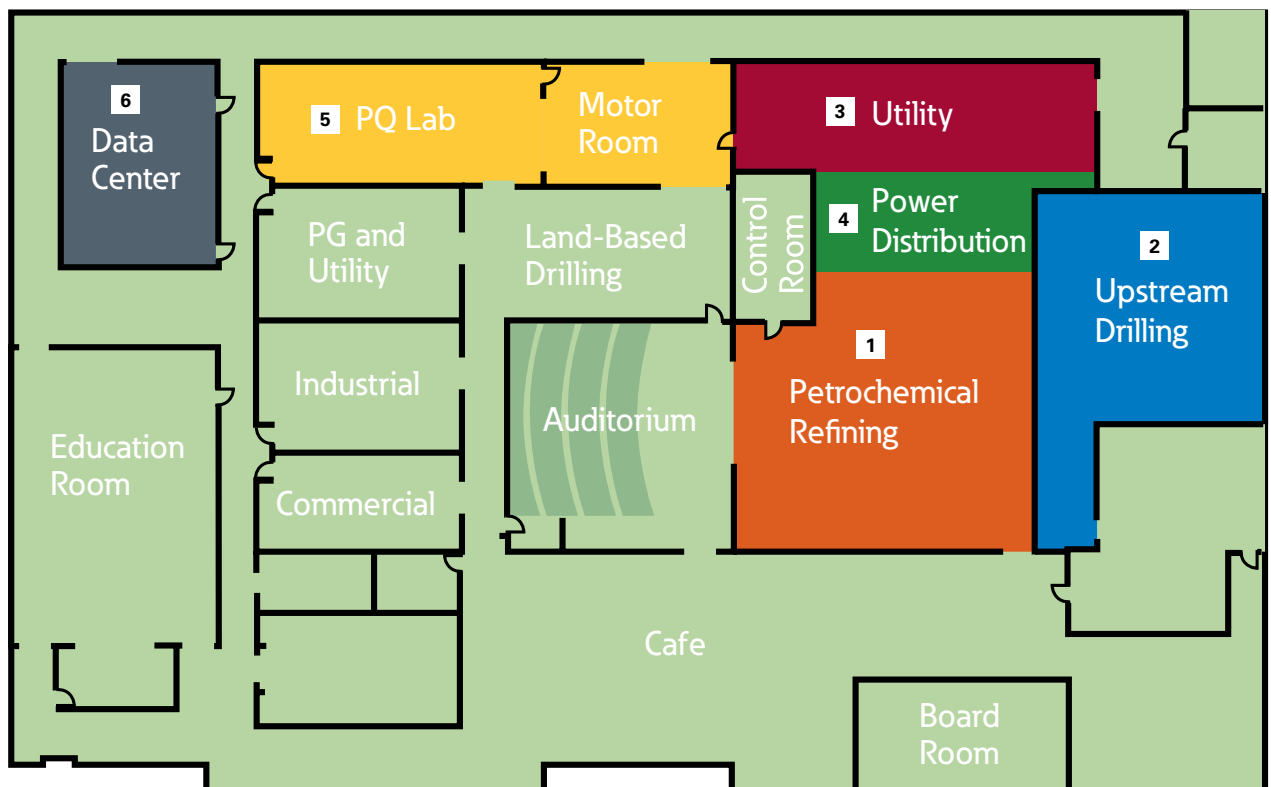 6
Data
Center
5 PQ Lab
Motor
Room
3 Utility
4 Power
Distribution
2
Upstream
Drilling
PG and
Utility
Land-Based
Drilling
Control
Room
1
Petrochemical
Refining
Industrial
Auditorium
Education
Room
Commercial
Cafe
Board
Room